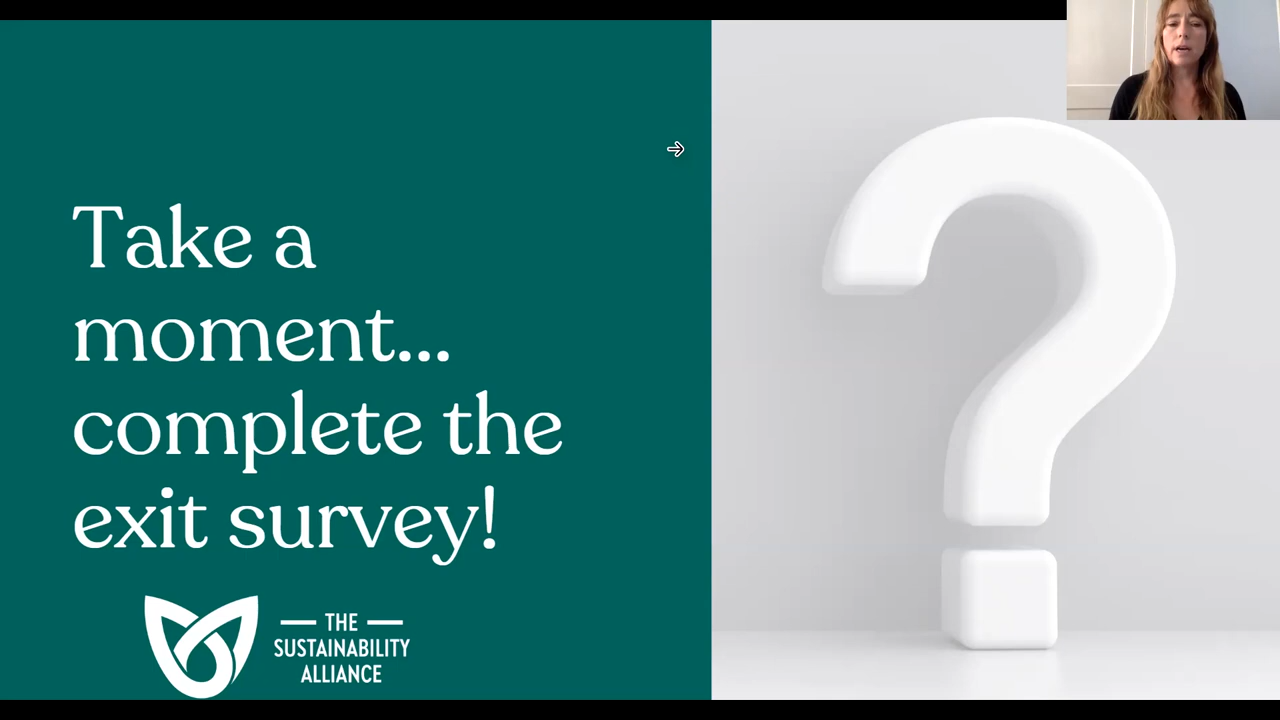 Take a
moment...
complete the
exit survey!
THE
SUSTAINABILITY
ALLIANCE